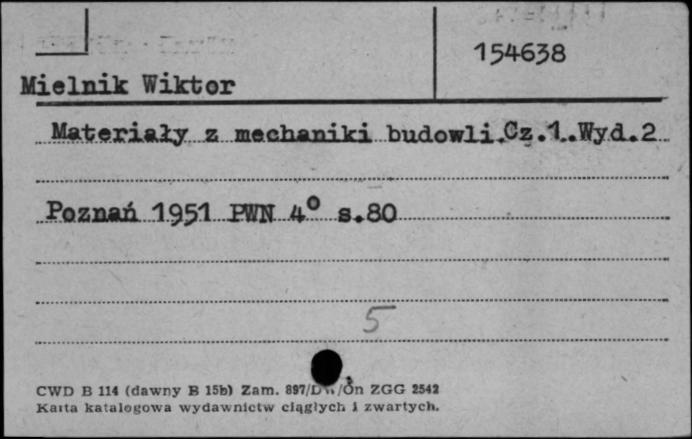 154638
Mielnik Wiktor
Materiały z mechaniki budowli.Cz.1.Wyd.2
Poznań 1951 PWN 4° s.80
5
CWD B 114 (dawny B 15b) Zam. 897/ /Dn ZGG 2542
Karta katalogowa wydawnictw ciągłych i zwartych.